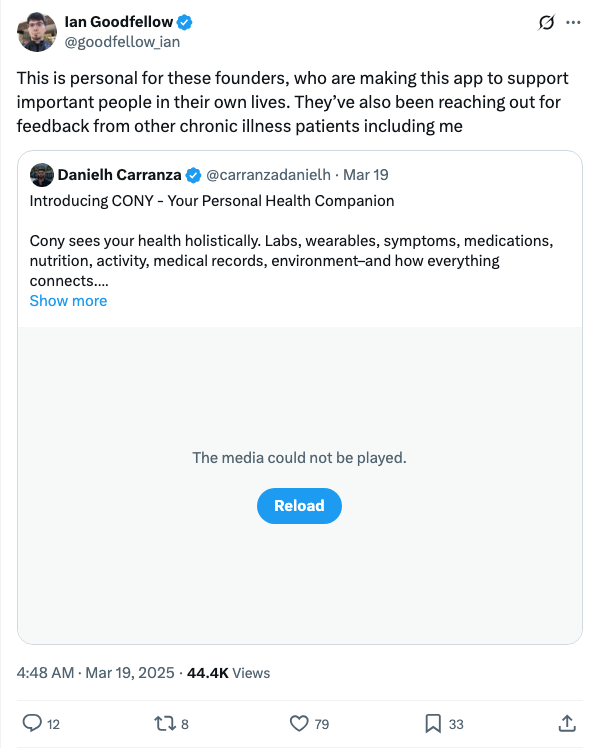 Ian Goodfellow
@goodfellow_ian
This is personal for these founders, who are making this app to support
important people in their own lives. They’ve also been reaching out for
feedback from other chronic illness patients including me
Danielh Carranza @carranzadanielh · Mar 19
Introducing CONY - Your Personal Health Companion
Cony sees your health holistically. Labs, wearables, symptoms, medications,
nutrition, activity, medical records, environment–and how everything
connects....
Show more
The media could not be played.
Reload
4:48 AM · Mar 19, 2025 · 44.4K Views
12 8 79 33